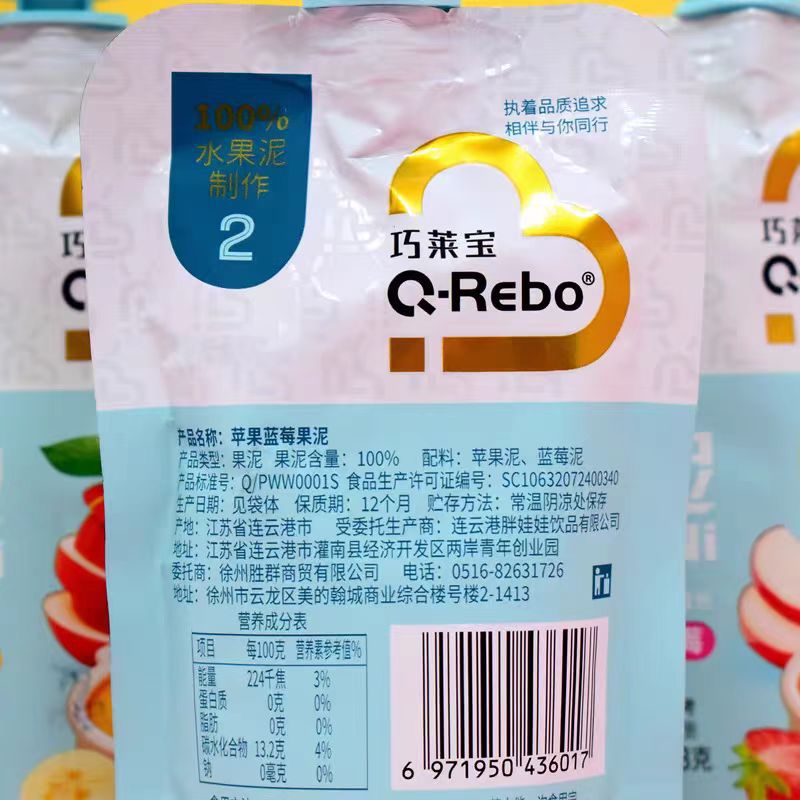 100%
水果泥
制作
2
执着品质追求
相伴与你同行
巧莱宝
Q-REBO®
产品名称：苹果蓝莓果泥
产品类型：果泥 果泥含量：100% 配料：苹果泥、蓝莓泥
产品标准号：Q/PWW0001S 食品生产许可证编号：SC10632072400340
生产日期：见袋体 保质期：12个月 贮存方法：常温阴凉处保存
产地：江苏省连云港市 受委托生产商：连云港胖娃娃饮品有限公司
地址：江苏省连云港市灌南县经济开发区两岸青年创业园
委托商：徐州胜群商贸有限公司 电话：0516-82631726
地址：徐州市云龙区美的翰城商业综合楼号楼2-1413
营养成分表
项目 每100克 营养素参考值%
能量 224千焦 3%
蛋白质 0克 0%
脂肪 0克 0%
碳水化合物 13.2克 4%
钠 0毫克 0%
6 971950 436017
巧
Q-
莓
8克